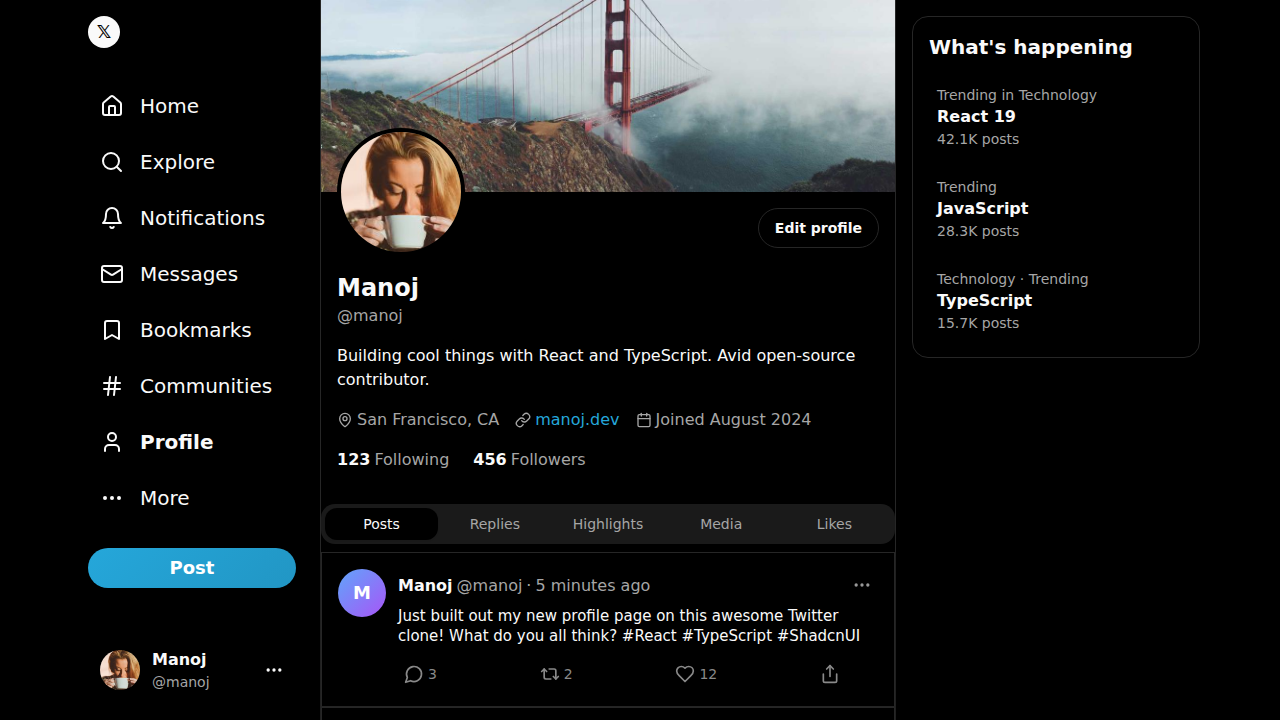 𝕏
Home
Explore
Notifications
Messages
Bookmarks
Communities
Profile
More
Post
Manoj
@manoj
Edit profile
Manoj
@manoj
Building cool things with React and TypeScript. Avid open-source
contributor.
San Francisco, CA manoj.dev Joined August 2024
123 Following 456 Followers
Posts Replies Highlights Media Likes
M
Manoj @manoj · 5 minutes ago
Just built out my new profile page on this awesome Twitter
clone! What do you all think? #React #TypeScript #ShadcnUI
3 2 12
What's happening
Trending in Technology
React 19
42.1K posts
Trending
JavaScript
28.3K posts
Technology · Trending
TypeScript
15.7K posts